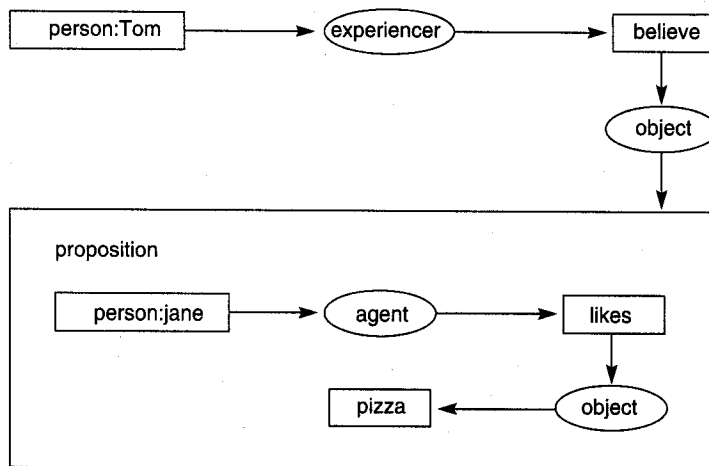 person:Tom
experiencer
believe
object
proposition
person:jane
agent
likes
pizza
object